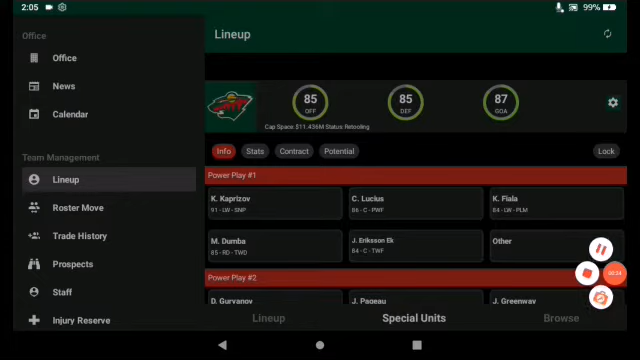 2:05
99%
Office
Office
News
Calendar
Team Management
Lineup
Roster Move
Trade History
Prospects
Staff
Injury Reserve
Lineup
85
OFF
85
DEF
87
GOA
Cap Space: $11.436M Status: Retooling
Info
Stats
Contract
Potential
Lock
Power Play #1
K. Kaprizov
91 - LW - SNP
C. Lucius
86 - C - PWF
K. Fiala
84 - LW - PLM
M. Dumba
85 - RD - TWD
J. Eriksson Ek
84 - C - TWF
Other
Power Play #2
D. Guryanov
J. Pageau
J. Greenway
Lineup
Special Units
Browse